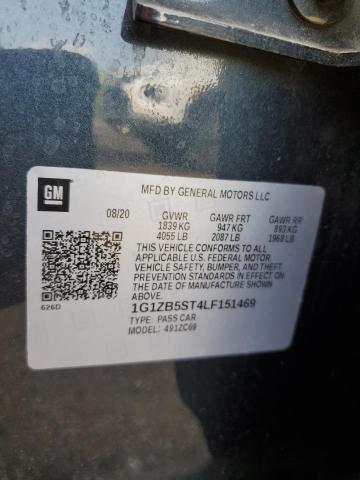 GM
MFD BY GENERAL MOTORS LLC
08/20 GVWR GAWR FRT GAWR RR
1839 KG 947 KG 893 KG
4055 LB 2087 LB 1968 LB
THIS VEHICLE CONFORMS TO ALL
APPLICABLE U.S. FEDERAL MOTOR
VEHICLE SAFETY, BUMPER, AND THEFT
PREVENTION STANDARDS IN EFFECT ON
THE DATE OF MANUFACTURE SHOWN ABOVE.
626D
1G1ZB5ST4LF151469
TYPE: PASS CAR
MODEL: 491ZC69